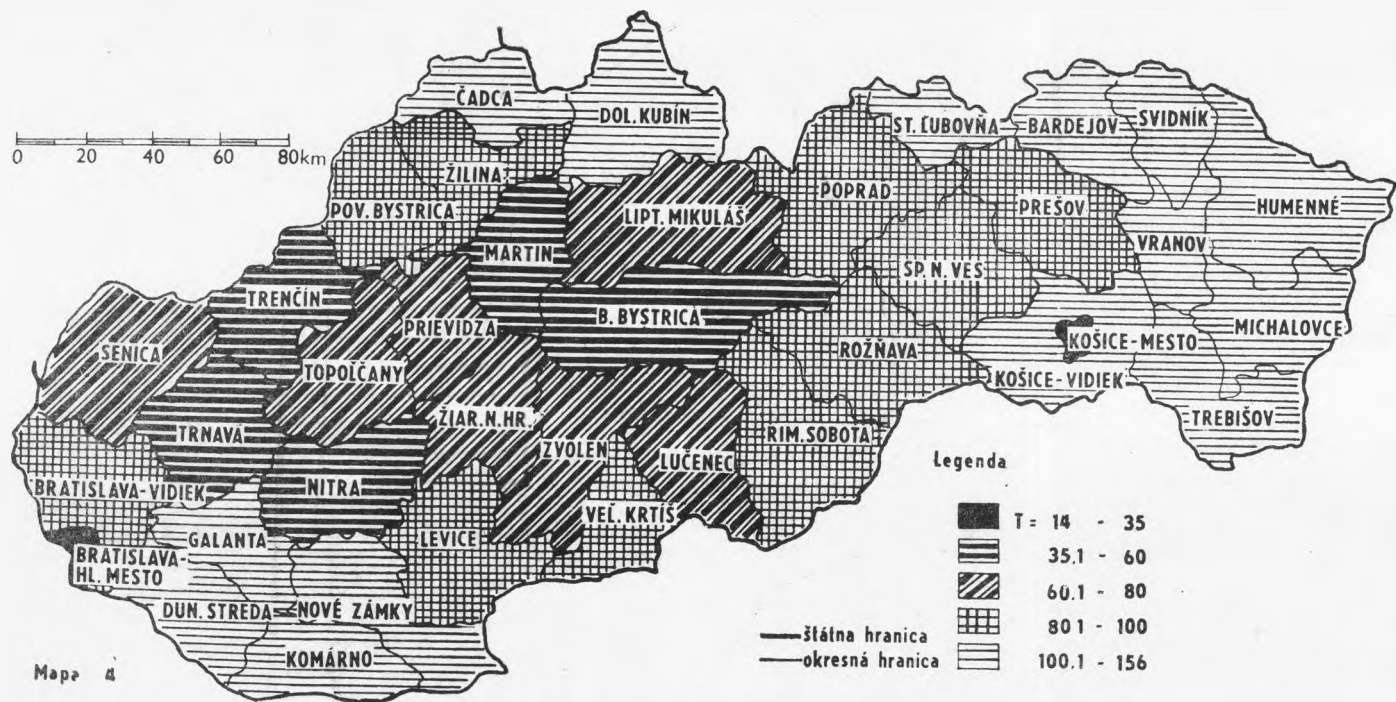 ČADCA
DOL. KUBÍN
ST. ĽUBOVŇA
BARDEJOV
SVIDNÍK
0 20 40 60 80km
ŽILINA
POPRAD
PREŠOV
HUMENNÉ
POV. BYSTRICA
LIPT. MIKULÁŠ
MARTIN
VRANOV
SP. N. VES
TRENČÍN
B. BYSTRICA
PRIEVIDZA
MICHALOVCE
KOŠICE-MESTO
SENICA
ROŽŇAVA
TOPOĽČANY
KOŠICE-VIDIEK
ŽIAR. N. HR.
TREBIŠOV
TRNAVA
ZVOLEN
RIM. SOBOTA
LUČENEC
BRATISLAVA-VIDIEK
NITRA
VEĽ. KRTÍŠ
GALANTA
LEVICE
BRATISLAVA-
HL. MESTO
DUN. STREDA
NOVÉ ZÁMKY
KOMÁRNO
Mapa 4
Legenda
T = 14 - 35
35.1 - 60
60.1 - 80
80.1 - 100
100.1 - 156
štátna hranica
okresná hranica